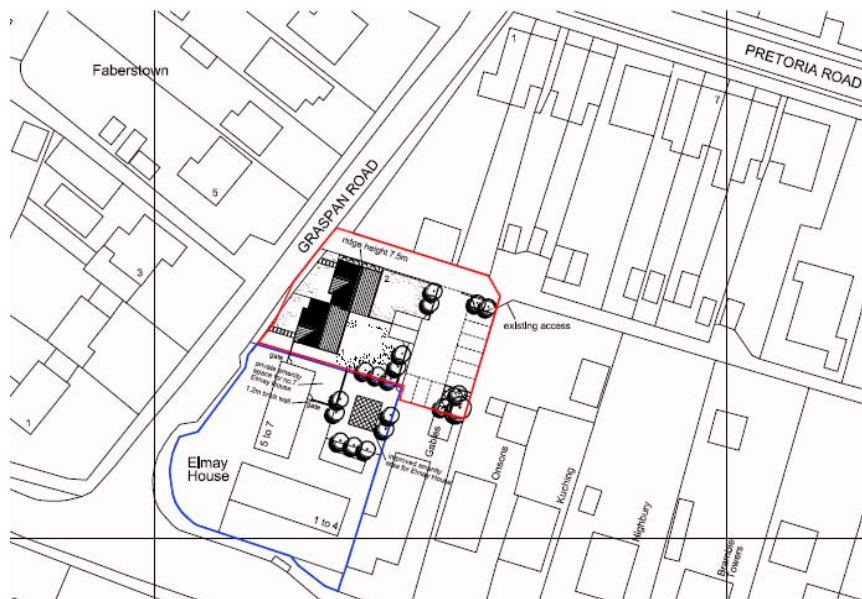 Faberstown
PRETORIA ROAD
1
7
5
GRASPAN ROAD
ridge height 7.5m
3
2
existing access
gate
private amenity
space for no.7
Elmay House
1.2m brick wall
gate
1
5 to 7
Elmay
House
improved amenity
area for Elmay House
1 to 4
Gables
Orisons
Kuching
Highbury
Bramble
Towers